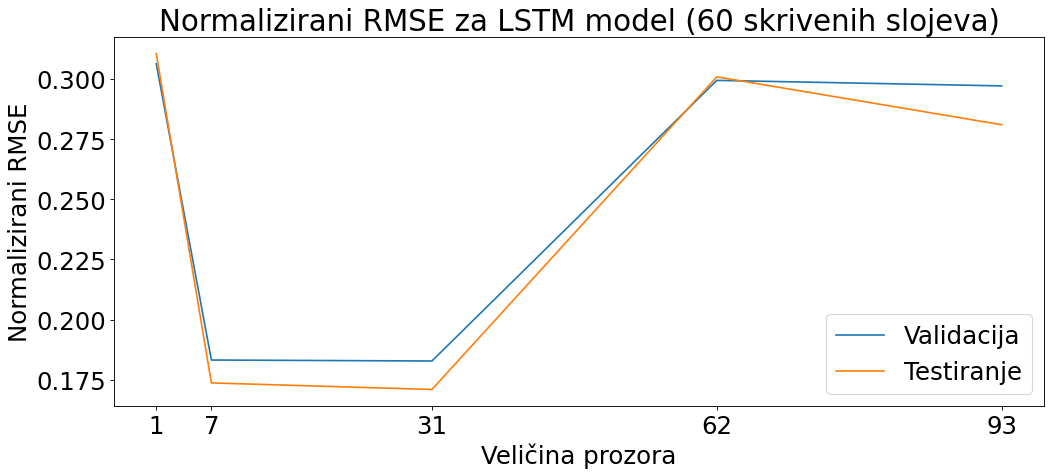 Normalizirani RMSE za LSTM model (60 skrivenih slojeva)
Normalizirani RMSE
0.300
0.275
0.250
0.225
0.200
0.175
Validacija
Testiranje
1 7 31 62 93
Veličina prozora